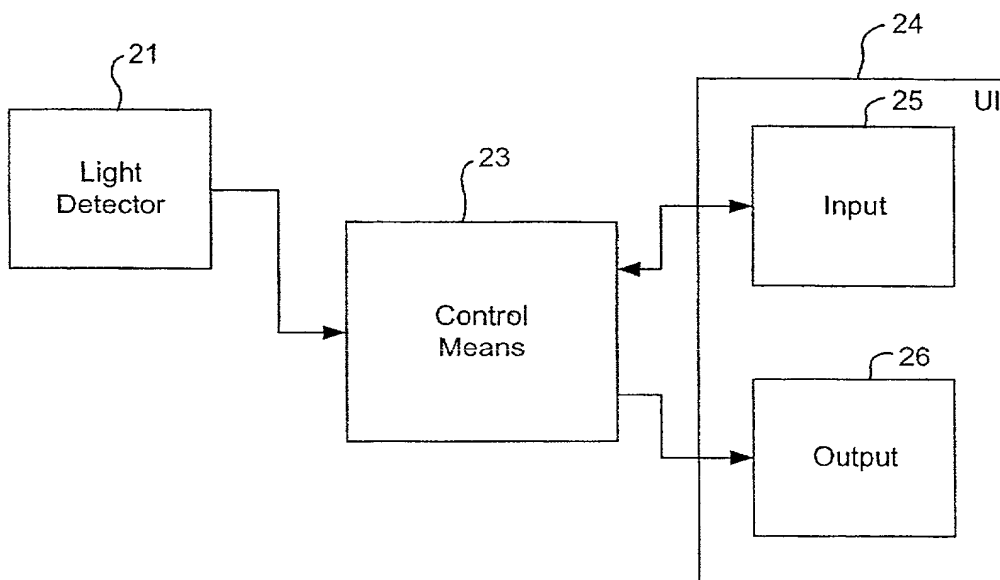 21
Light
Detector
23
Control
Means
24
UI
25
Input
26
Output